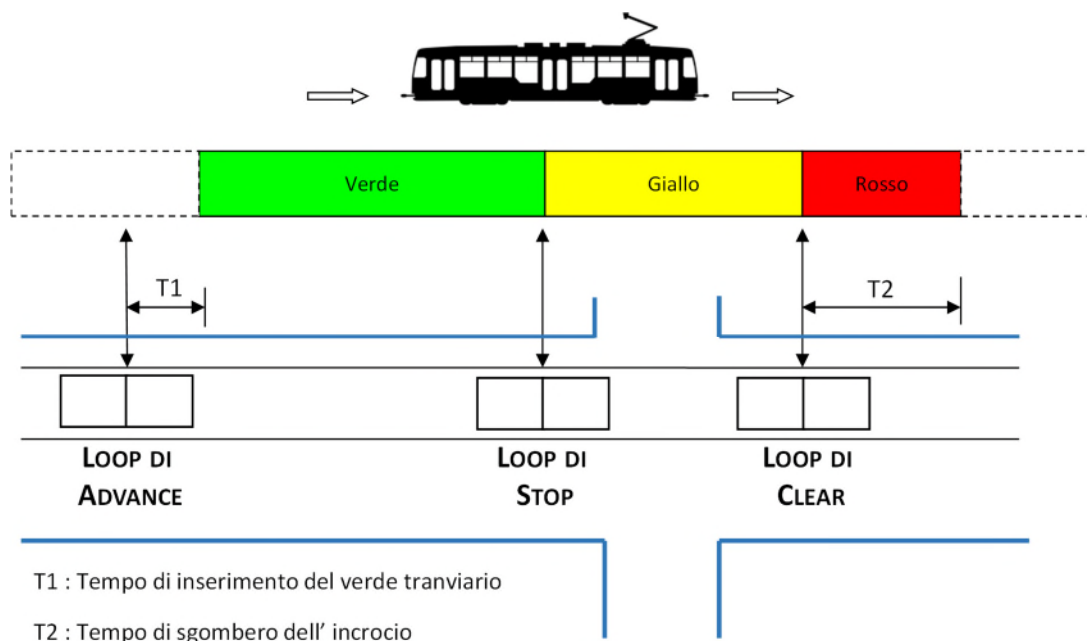 Verde
Giallo
Rosso
T1
T2
LOOP DI
ADVANCE
LOOP DI
STOP
LOOP DI
CLEAR
T1 : Tempo di inserimento del verde tranviario
T2 : Tempo di sgombero dell' incrocio